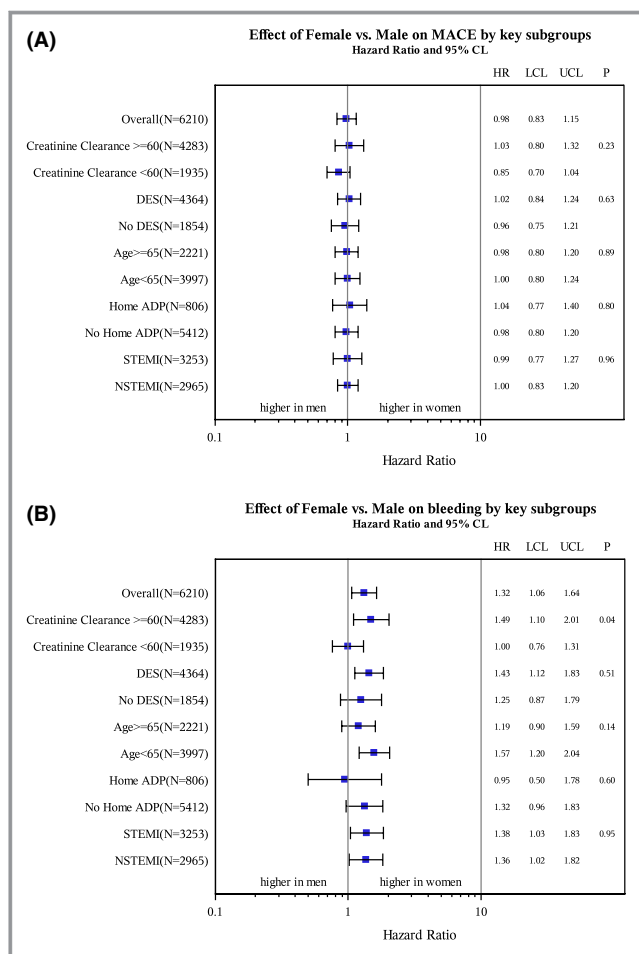 (A)
Effect of Female vs. Male on MACE by key subgroups
Hazard Ratio and 95% CL
HR LCL UCL P
Overall(N=6210) 0.98 0.83 1.15
Creatinine Clearance >=60(N=4283) 1.03 0.80 1.32 0.23
Creatinine Clearance <60(N=1935) 0.85 0.70 1.04
DES(N=4364) 1.02 0.84 1.24 0.63
No DES(N=1854) 0.96 0.75 1.21
Age>=65(N=2221) 0.98 0.80 1.20 0.89
Age<65(N=3997) 1.00 0.80 1.24
Home ADP(N=806) 1.04 0.77 1.40 0.80
No Home ADP(N=5412) 0.98 0.80 1.20
STEMI(N=3253) 0.99 0.77 1.27 0.96
NSTEMI(N=2965) 1.00 0.83 1.20
higher in men higher in women
0.1 1 10
Hazard Ratio
(B)
Effect of Female vs. Male on bleeding by key subgroups
Hazard Ratio and 95% CL
HR LCL UCL P
Overall(N=6210) 1.32 1.06 1.64
Creatinine Clearance >=60(N=4283) 1.49 1.10 2.01 0.04
Creatinine Clearance <60(N=1935) 1.00 0.76 1.31
DES(N=4364) 1.43 1.12 1.83 0.51
No DES(N=1854) 1.25 0.87 1.79
Age>=65(N=2221) 1.19 0.90 1.59 0.14
Age<65(N=3997) 1.57 1.20 2.04
Home ADP(N=806) 0.95 0.50 1.78 0.60
No Home ADP(N=5412) 1.32 0.96 1.83
STEMI(N=3253) 1.38 1.03 1.83 0.95
NSTEMI(N=2965) 1.36 1.02 1.82
higher in men higher in women
0.1 1 10
Hazard Ratio